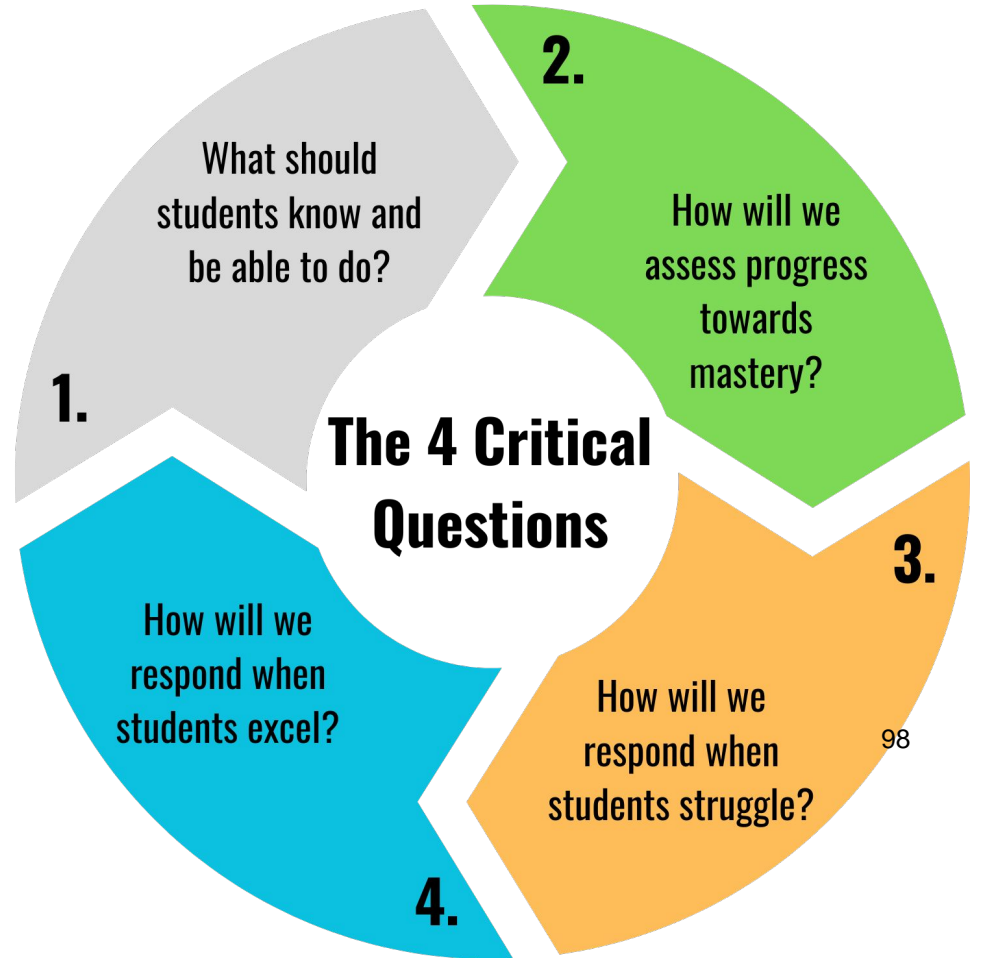 The 4 Critical
Questions
1.
What should
students know and
be able to do?
2.
How will we
assess progress
towards
mastery?
3.
How will we
respond when
students struggle?
98
4.
How will we
respond when
students excel?